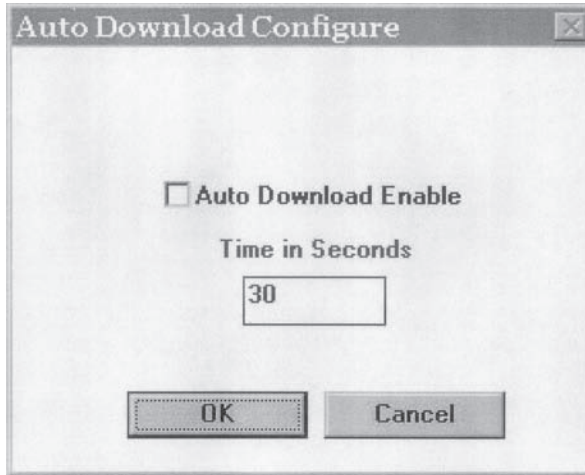 Auto Download Configure
Auto Download Enable
Time in Seconds
30
OK
Cancel